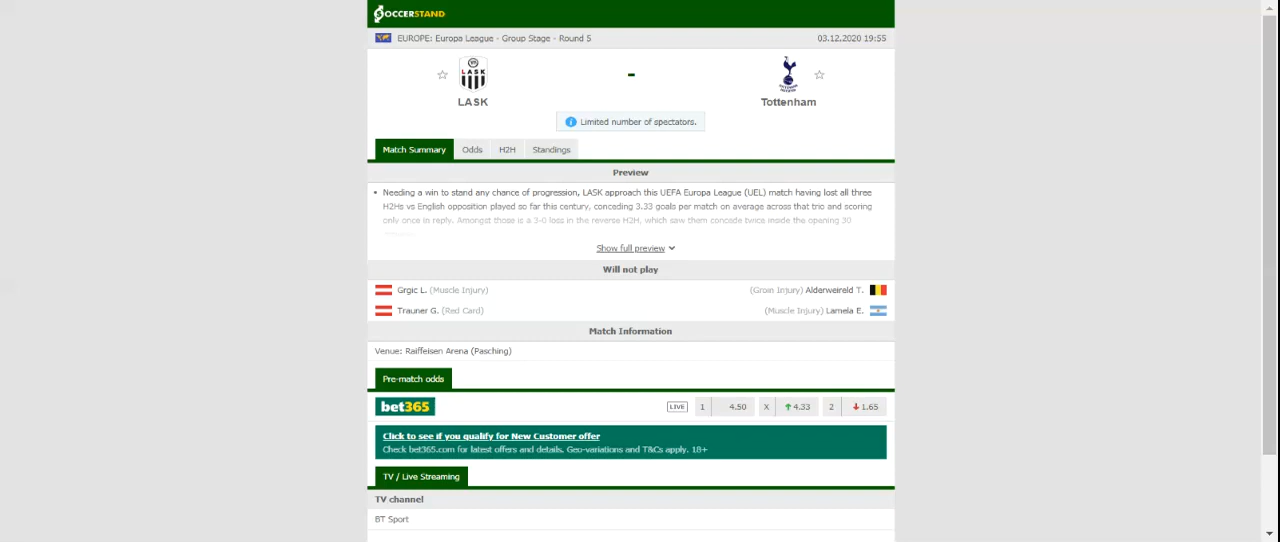 SOCCERSTAND
EUROPE: Europa League - Group Stage - Round 5 03.12.2020 19:55
LASK
LASK - Tottenham
Limited number of spectators.
Match Summary Odds H2H Standings
Preview
Needing a win to stand any chance of progression, LASK approach this UEFA Europa League (UEL) match having lost all three
H2Hs vs English opposition played so far this century, conceding 3.33 goals per match on average across that trio and scoring
only once in reply. Amongst those is a 3-0 loss in the reverse H2H, which saw them concede twice inside the opening 30
Show full preview
Will not play
Grgic L. (Muscle Injury) (Groin Injury) Alderweireld T.
Trauner G. (Red Card) (Muscle Injury) Lamela E.
Match Information
Venue: Raiffeisen Arena (Pasching)
Pre-match odds
bet365 LIVE 1 4.50 X 4.33 2 1.65
Click to see if you qualify for New Customer offer
Check bet365.com for latest offers and details. Geo-variations and T&Cs apply. 18+
TV / Live Streaming
TV channel
BT Sport